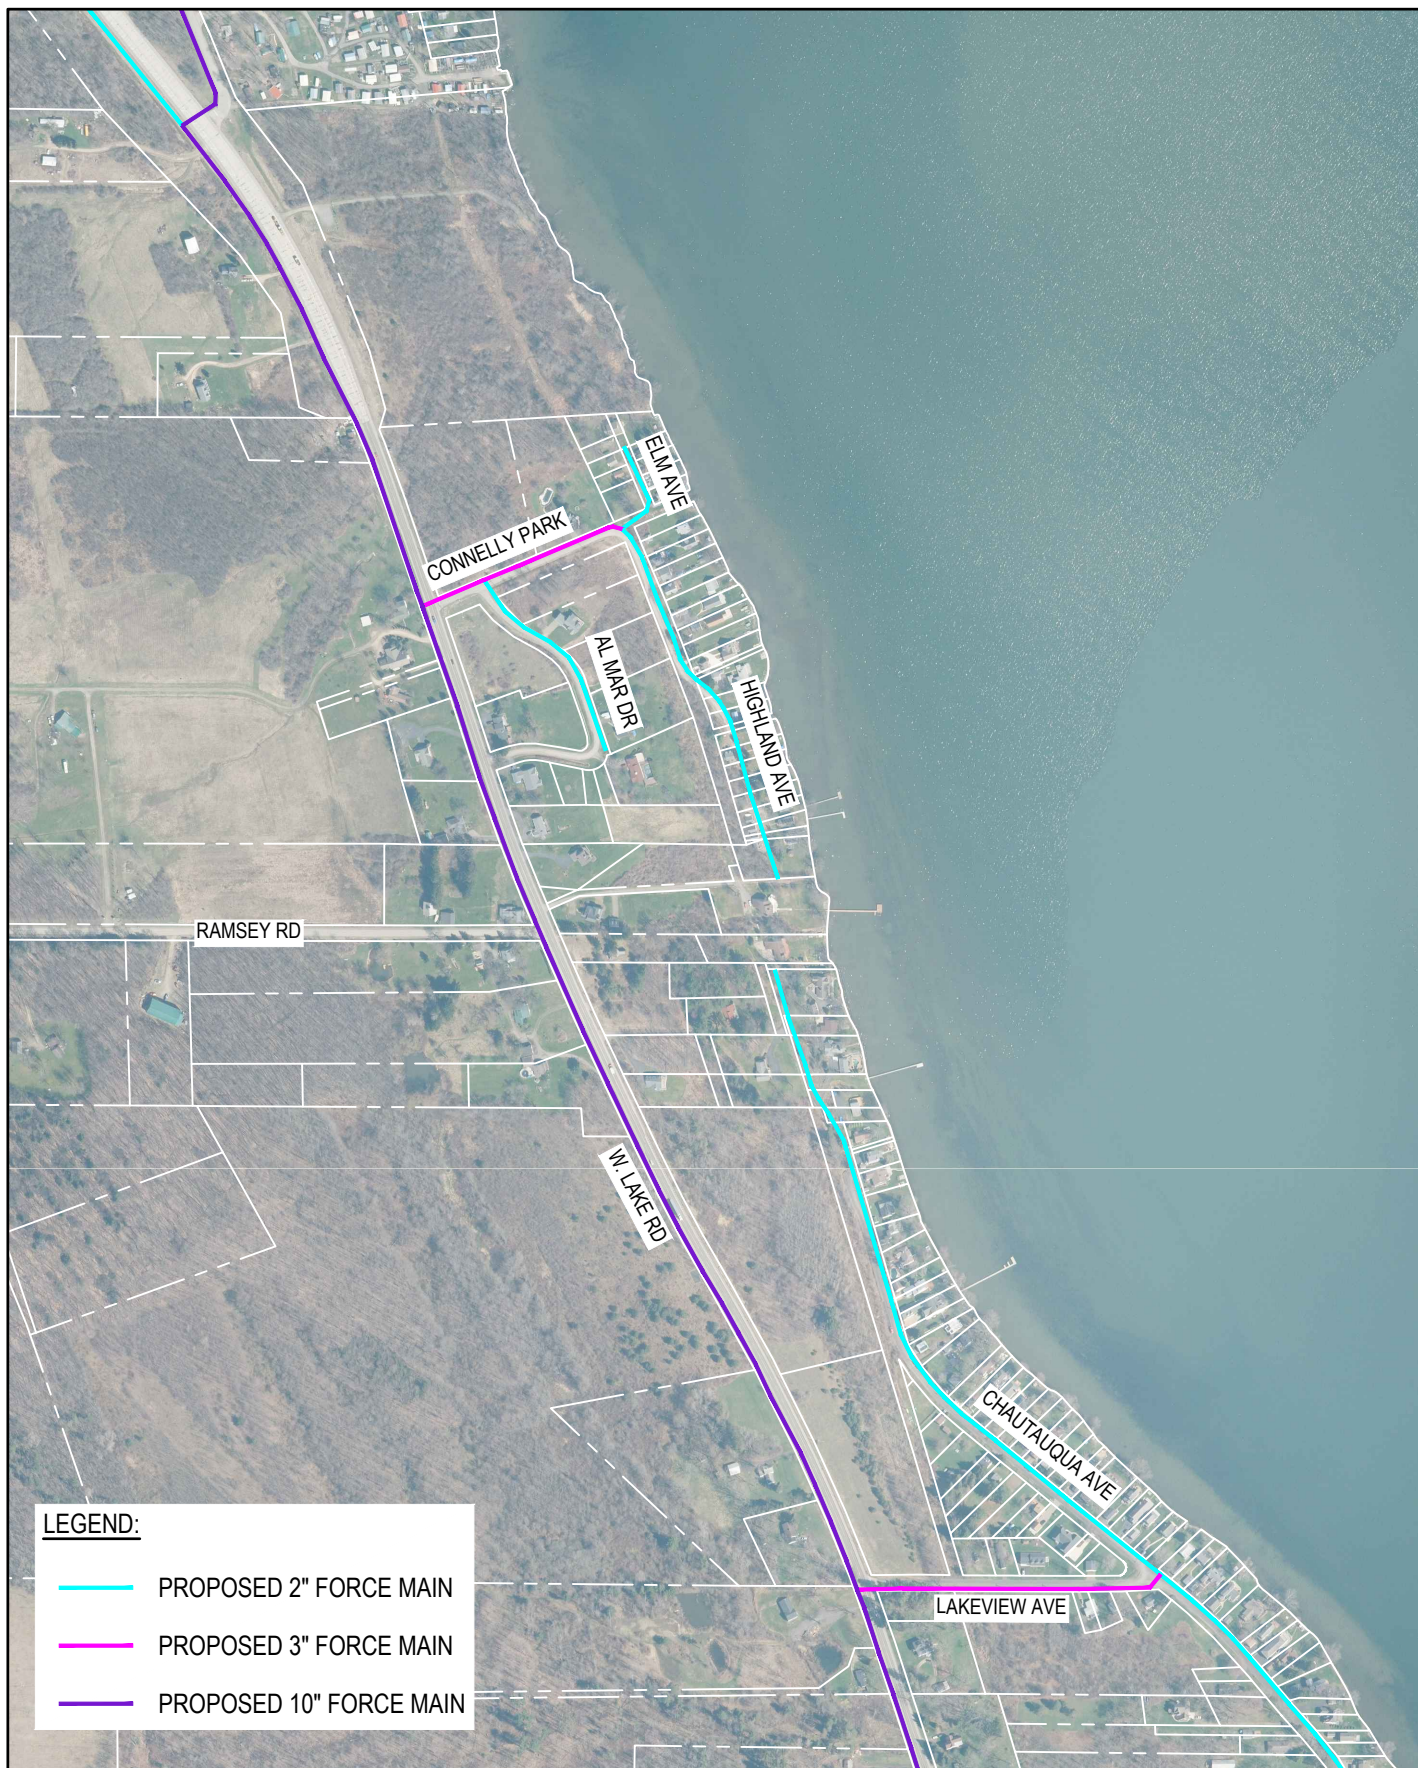 ELM AVE
CONNELLY PARK
AL MAR DR
HIGHLAND AVE
RAMSEY RD
W. LAKE RD
CHAUTAUQUA AVE
LAKEVIEW AVE
LEGEND:
PROPOSED 2" FORCE MAIN
PROPOSED 3" FORCE MAIN
PROPOSED 10" FORCE MAIN